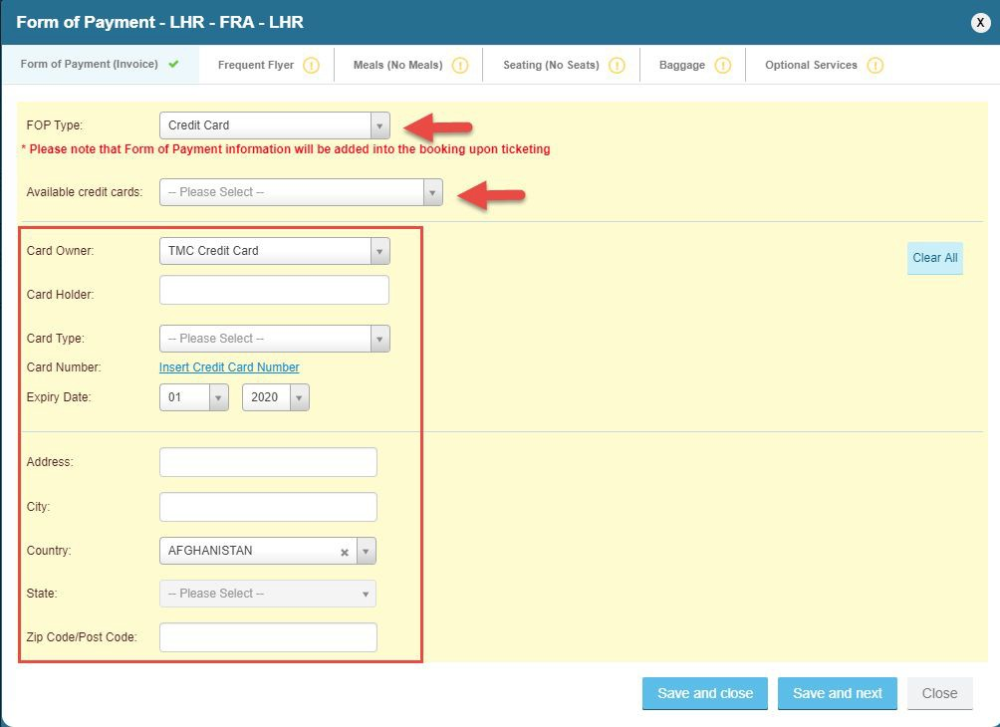 Form of Payment - LHR - FRA - LHR X
Form of Payment (Invoice) Frequent Flyer ! Meals (No Meals) ! Seating (No Seats) ! Baggage ! Optional Services !
FOP Type: Credit Card
* Please note that Form of Payment information will be added into the booking upon ticketing
Available credit cards: -- Please Select --
Card Owner: TMC Credit Card
Clear All
Card Holder:
Card Type: -- Please Select --
Card Number: Insert Credit Card Number
Expiry Date: 01 2020
Address:
City:
Country: AFGHANISTAN ×
State: -- Please Select --
Zip Code/Post Code:
Save and close Save and next Close